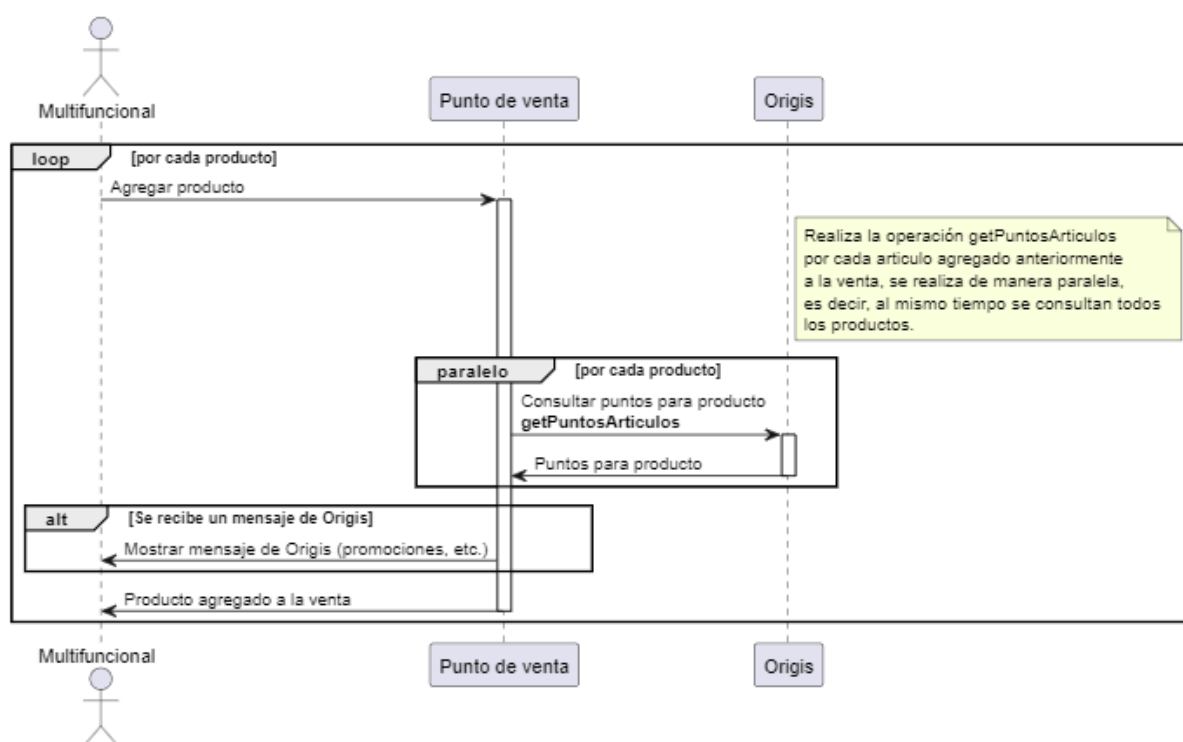 Multifuncional
Punto de venta
Origis
loop
[por cada producto]
Agregar producto
Realiza la operación getPuntosArticulos
por cada articulo agregado anteriormente
a la venta, se realiza de manera paralela,
es decir, al mismo tiempo se consultan todos
los productos.
paralelo
[por cada producto]
Consultar puntos para producto
getPuntosArticulos
Puntos para producto
alt
[Se recibe un mensaje de Origis]
Mostrar mensaje de Origis (promociones, etc.)
Producto agregado a la venta
Multifuncional
Punto de venta
Origis